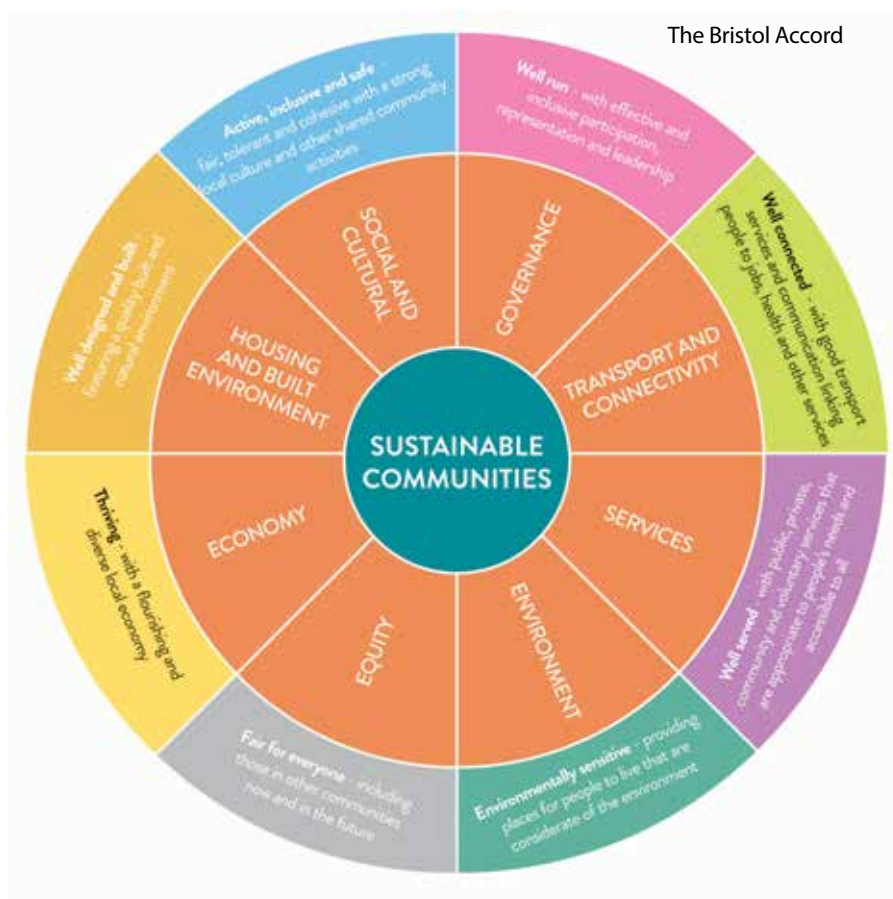 The Bristol Accord
Active, inclusive and safe -
Fair, tolerant and cohesive with a strong
local culture and other shared community
activities
Well run - with effective and
inclusive participation,
representation and leadership
Well connected - with good transport
services and communication linking
people to jobs, health and other services
Well served - with public, private,
community and voluntary services that
are appropriate to people's needs and
accessible to all
Environmentally sensitive - providing
places for people to live that are
considerate of the environment
Fair for everyone - including
those in other communities
now and in the future
Thriving - with a flourishing and
diverse local economy
Well designed and built -
featuring a quality built and
natural environment
SOCIAL AND
CULTURAL
GOVERNANCE
TRANSPORT AND
CONNECTIVITY
SERVICES
ENVIRONMENT
EQUITY
ECONOMY
HOUSING
AND BUILT
ENVIRONMENT
SUSTAINABLE
COMMUNITIES